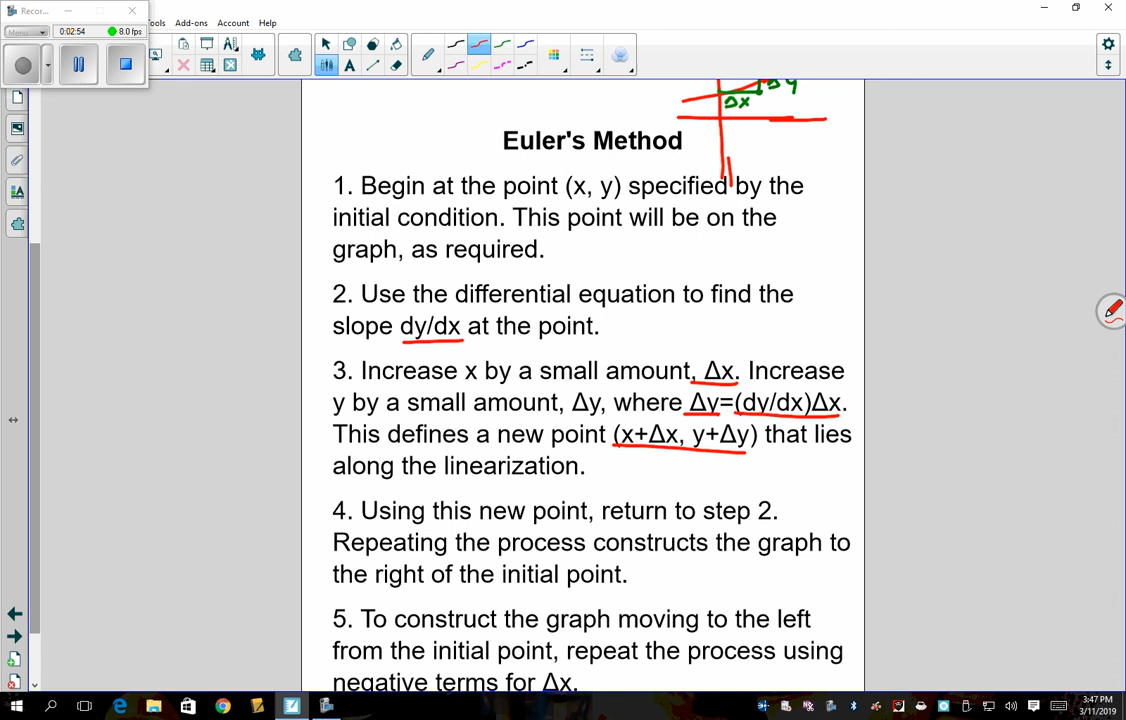 Recor...
Menu
0:02:54
8.0 fps
Tools Add-ons Account Help
Δy
Δx
Euler's Method
1. Begin at the point (x, y) specified by the
initial condition. This point will be on the
graph, as required.
2. Use the differential equation to find the
slope dy/dx at the point.
3. Increase x by a small amount, Δx. Increase
y by a small amount, Δy, where Δy=(dy/dx)Δx.
This defines a new point (x+Δx, y+Δy) that lies
along the linearization.
4. Using this new point, return to step 2.
Repeating the process constructs the graph to
the right of the initial point.
5. To construct the graph moving to the left
from the initial point, repeat the process using
negative terms for Δx.
3:47 PM
3/11/2019